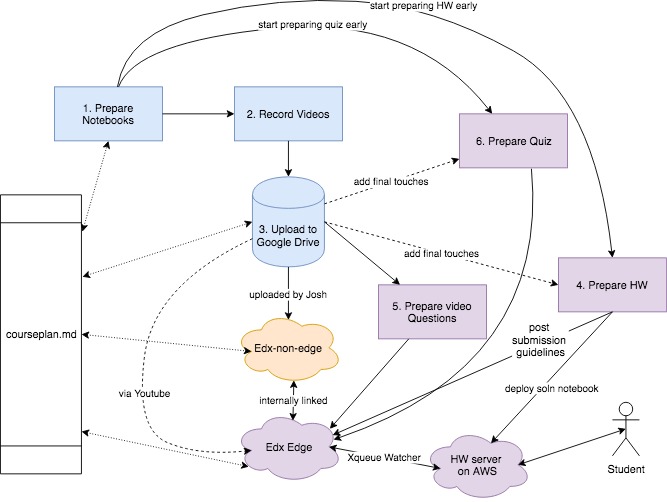 start preparing HW early
start preparing quiz early
1. Prepare
Notebooks
2. Record Videos
6. Prepare Quiz
add final touches
3. Upload to
Google Drive
add final touches
4. Prepare HW
uploaded by Josh
5. Prepare video
Questions
courseplan.md
Edx-non-edge
post
submission
guidelines
via Youtube
internally linked
deploy soln notebook
Edx Edge
Xqueue Watcher
HW server
on AWS
Student